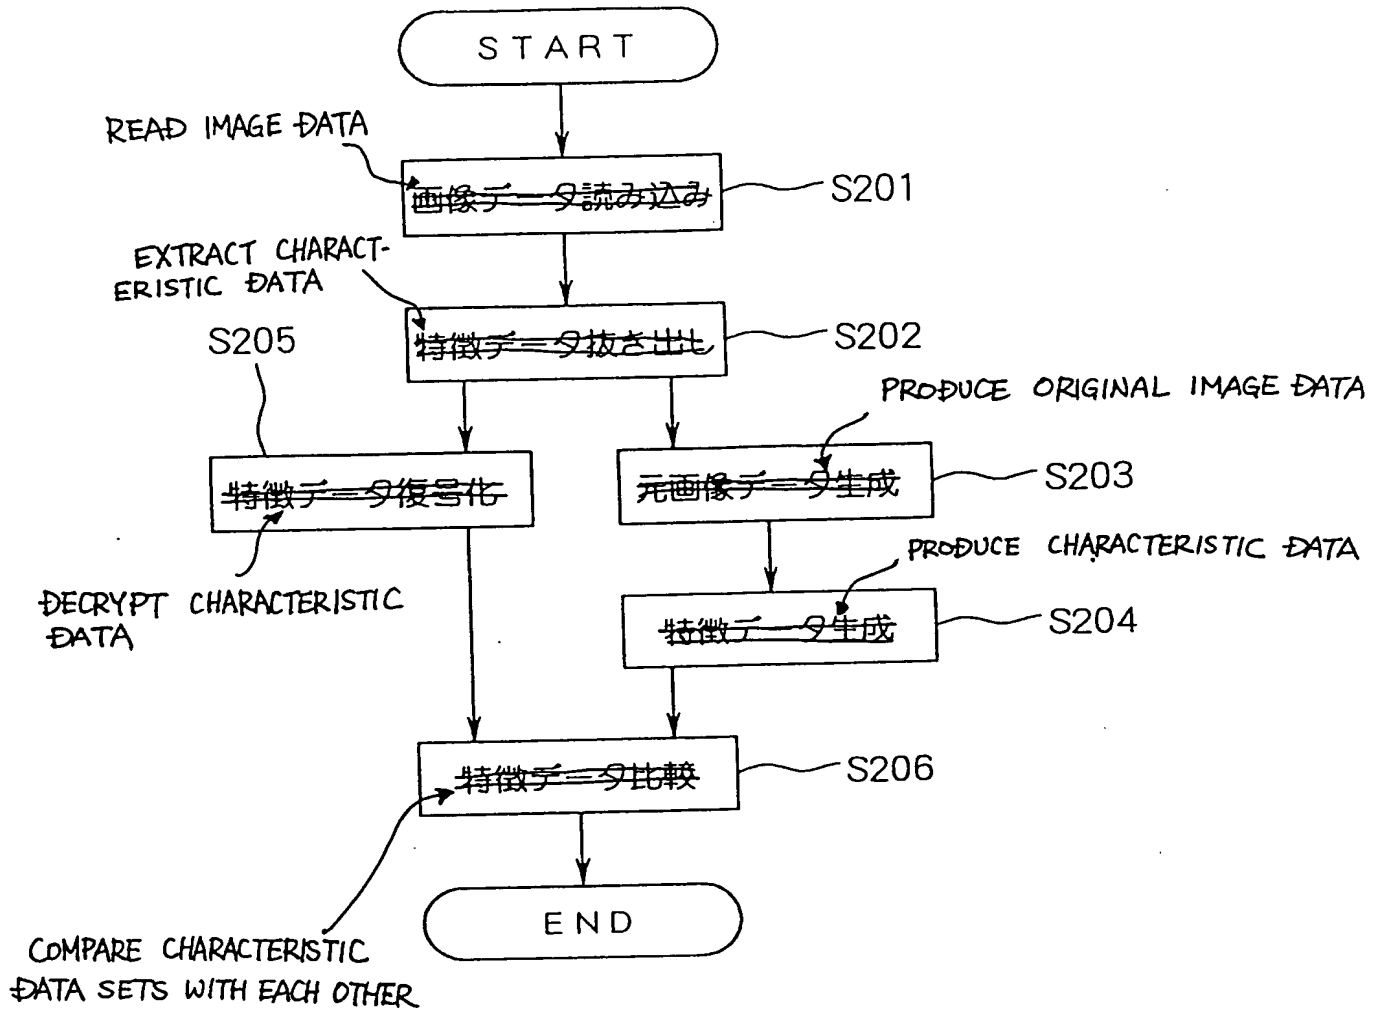 START
READ IMAGE DATA
画像データ読み込み
S201
EXTRACT CHARACT-
ERISTIC DATA
特徴データ抜き出し
S202
S205
PRODUCE ORIGINAL IMAGE DATA
特徴データ復号化
元画像データ生成
S203
DECRYPT CHARACTERISTIC
DATA
PRODUCE CHARACTERISTIC DATA
特徴データ生成
S204
特徴データ比較
S206
COMPARE CHARACTERISTIC
DATA SETS WITH EACH OTHER
END